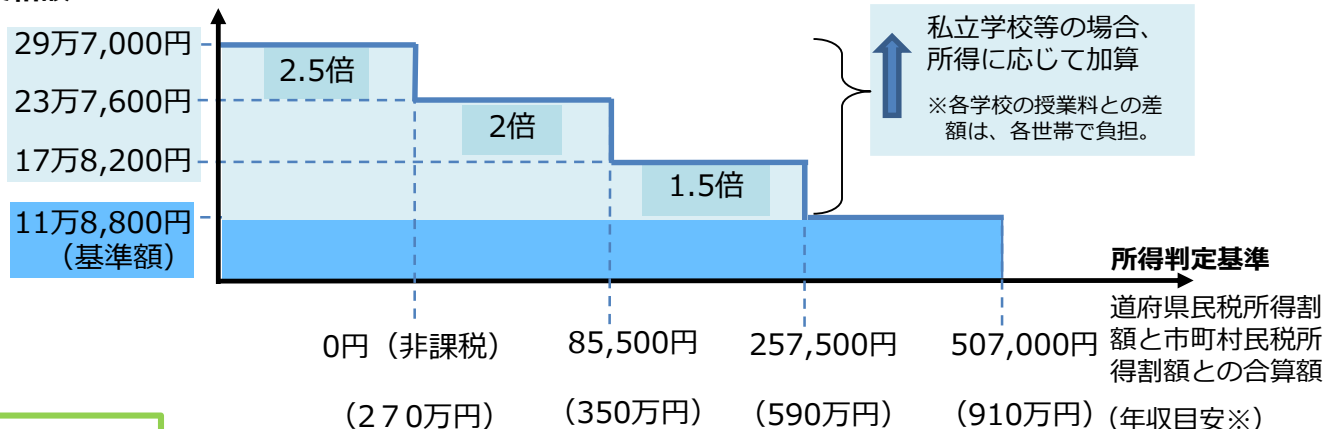 29万7,000円
23万7,600円
17万8,200円
11万8,800円
（基準額）
2.5倍
2倍
1.5倍
私立学校等の場合、
所得に応じて加算
※各学校の授業料との差
額は、各世帯で負担。
所得判定基準
道府県民税所得割
額と市町村民税所
得割額との合算額
（年収目安※）
0円（非課税）
85,500円
257,500円
507,000円
（２７０万円）
（350万円）
（590万円）
（910万円）